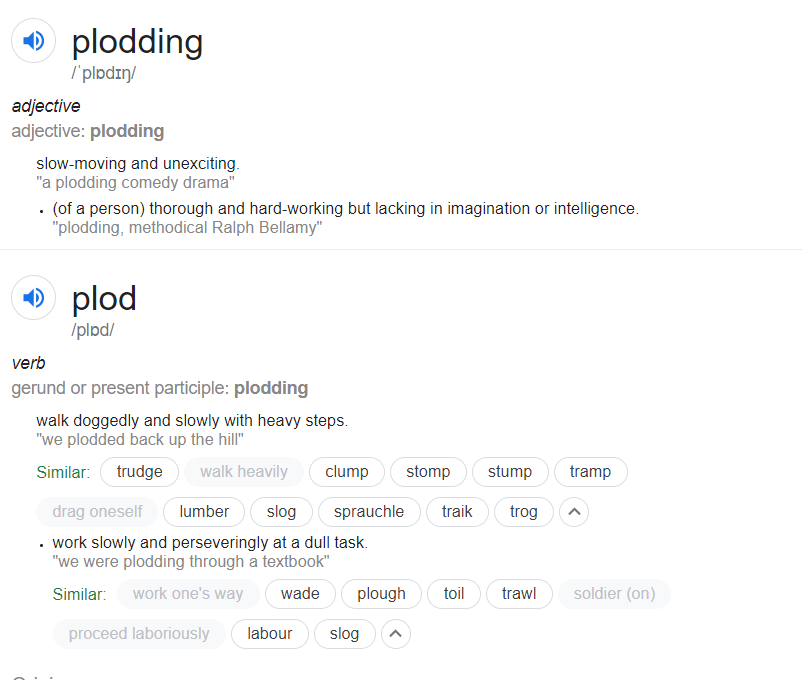 plodding
/ˈplɒdɪŋ/
adjective
adjective: plodding
slow-moving and unexciting.
"a plodding comedy drama"
• (of a person) thorough and hard-working but lacking in imagination or intelligence.
"plodding, methodical Ralph Bellamy"
plod
/plɒd/
verb
gerund or present participle: plodding
walk doggedly and slowly with heavy steps.
"we plodded back up the hill"
Similar: trudge walk heavily clump stomp stump tramp
drag oneself lumber slog sprauchle traik trog
• work slowly and perseveringly at a dull task.
"we were plodding through a textbook"
Similar: work one's way wade plough toil trawl soldier (on)
proceed laboriously labour slog